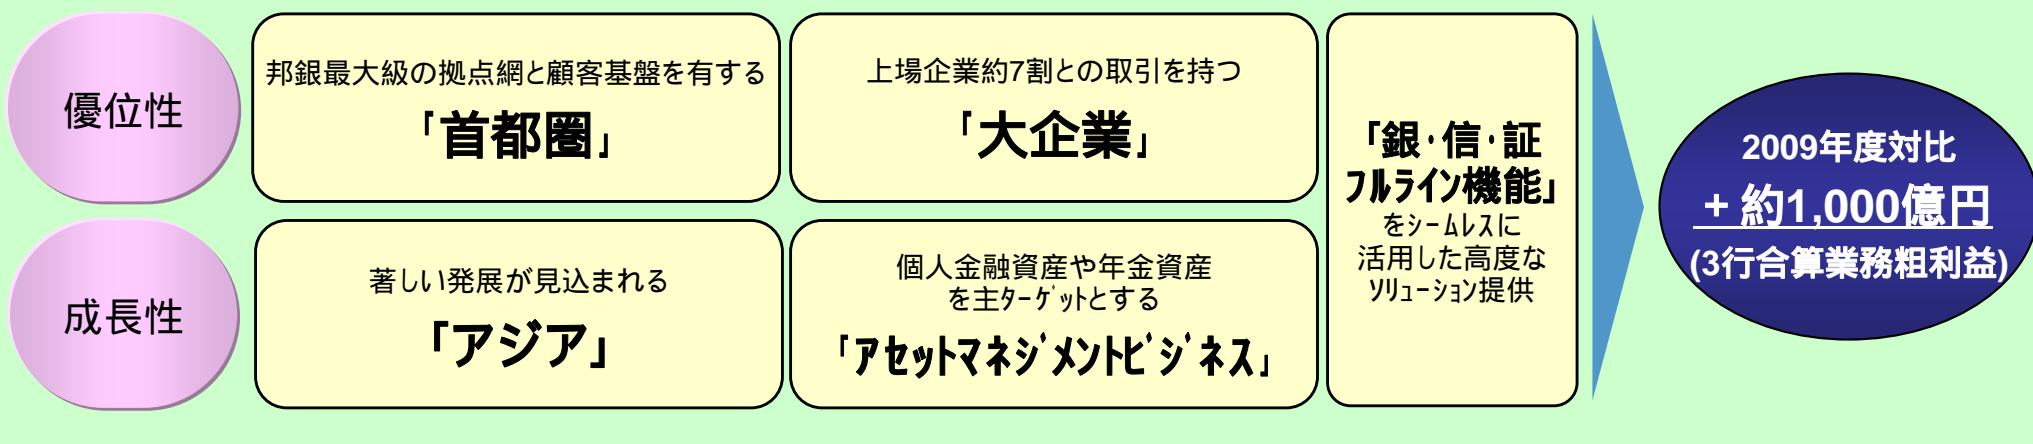 優位性
邦銀最大級の拠点網と顧客基盤を有する
「首都圏」
上場企業約7割との取引を持つ
「大企業」
成長性
著しい発展が見込まれる
「アジア」
個人金融資産や年金資産
を主ﾀｰｹﾞｯﾄとする
「ｱｾｯﾄﾏﾈｼﾞﾒﾝﾄﾋﾞｼﾞﾈｽ」
「銀･信･証
ﾌﾙﾗｲﾝ機能」
をｼｰﾑﾚｽに
活用した高度な
ｿﾘｭｰｼｮﾝ提供
2009年度対比
+ 約1,000億円
(3行合算業務粗利益)